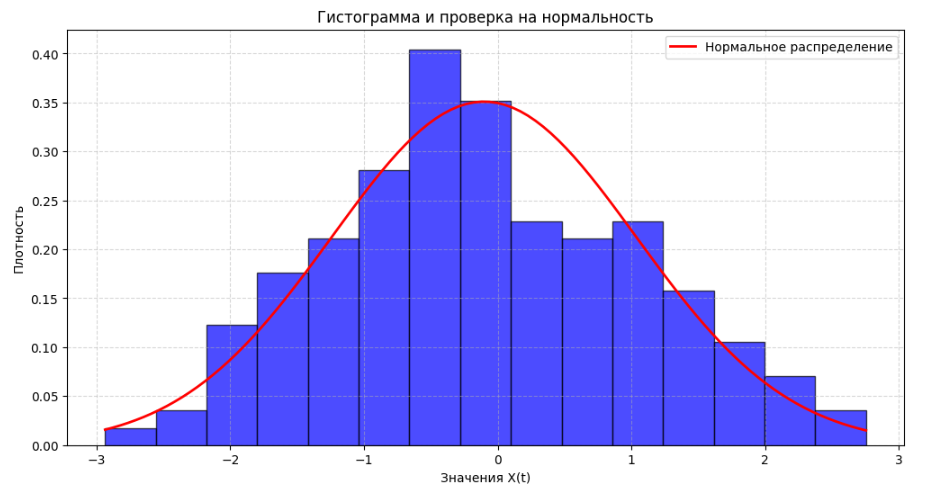 Гистограмма и проверка на нормальность
Нормальное распределение
Плотность
0.40
0.35
0.30
0.25
0.20
0.15
0.10
0.05
0.00
−3 −2 −1 0 1 2 3
Значения X(t)